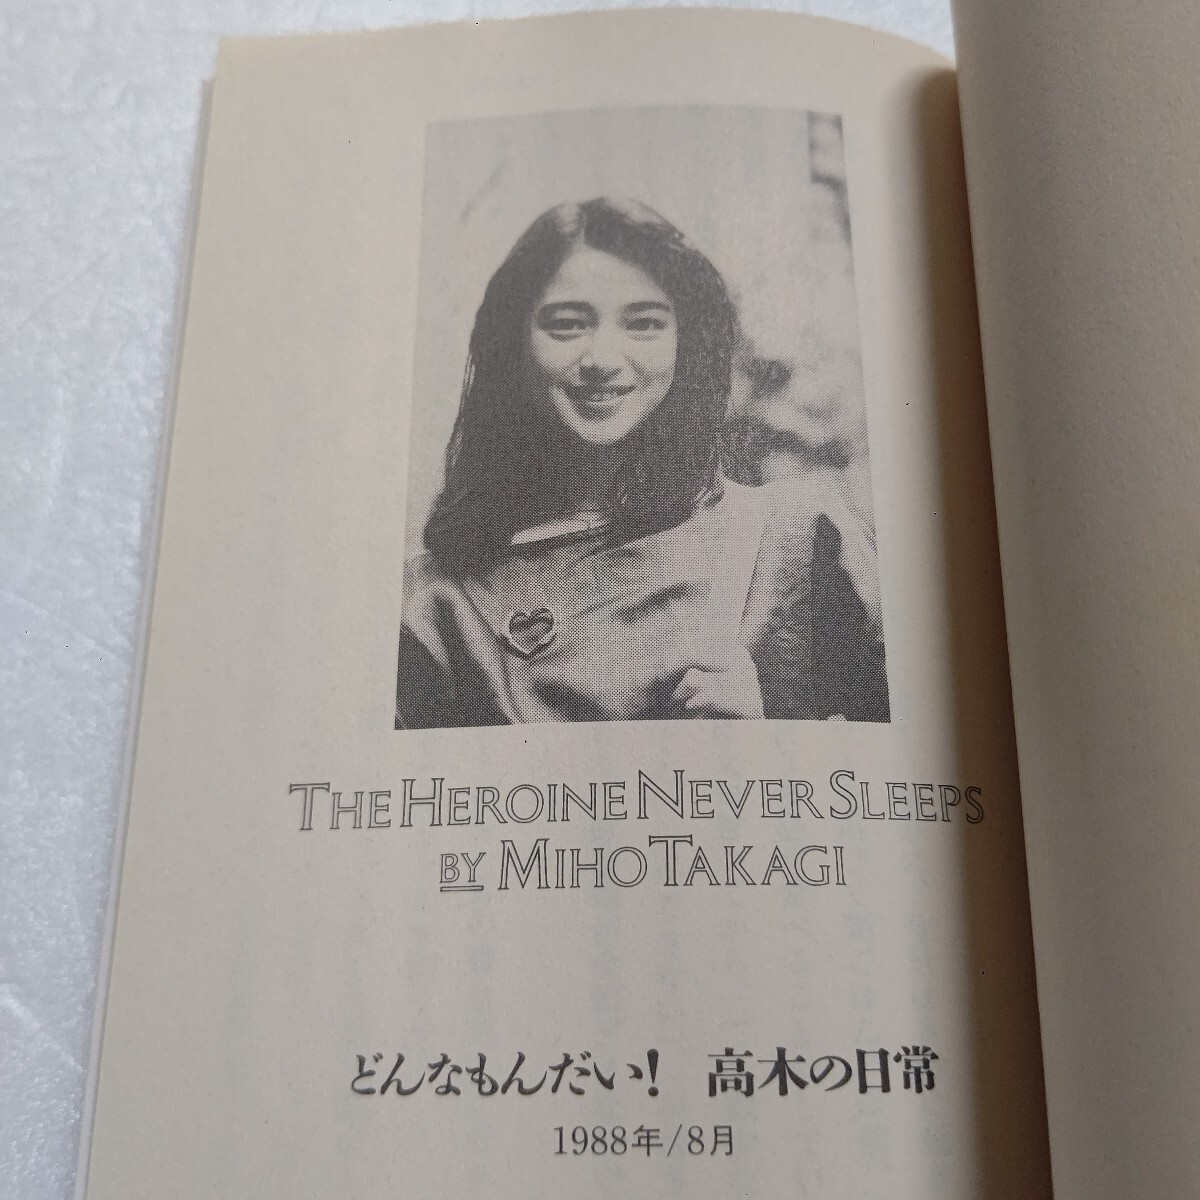 THE HEROINE NEVER SLEEPS
BY MIHO TAKAGI
どんなもんだい! 高木の日常
1988年/8月